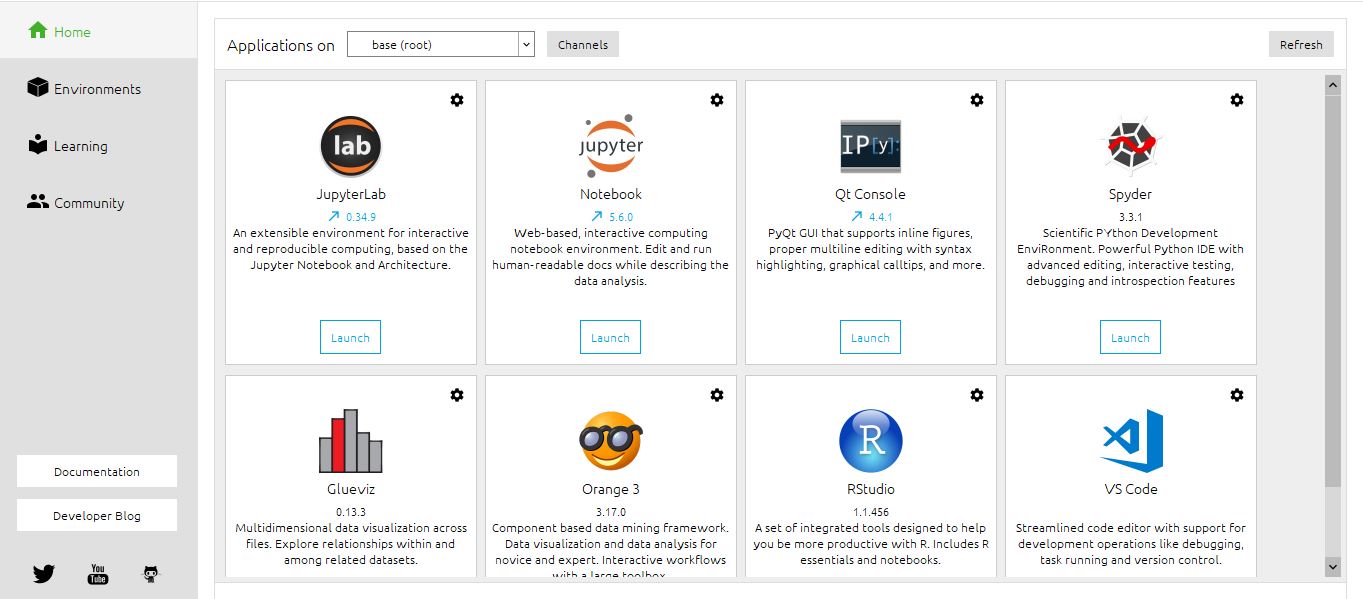 Home
Environments
Learning
Community
Documentation
Developer Blog
You
Tube
Applications on
base (root)
Channels
Refresh
lab
JupyterLab
0.34.9
An extensible environment for interactive
and reproducible computing, based on the
Jupyter Notebook and Architecture.
Launch
jupyter
Notebook
5.6.0
Web-based, interactive computing
notebook environment. Edit and run
human-readable docs while describing the
data analysis.
Launch
IP[y]:
Qt Console
4.4.1
PyQt GUI that supports inline figures,
proper multiline editing with syntax
highlighting, graphical calltips, and more.
Launch
Spyder
3.3.1
Scientific PYthon Development
EnviRonment. Powerful Python IDE with
advanced editing, interactive testing,
debugging and introspection features
Launch
Glueviz
0.13.3
Multidimensional data visualization across
files. Explore relationships within and
among related datasets.
Orange 3
3.17.0
Component based data mining framework.
Data visualization and data analysis for
novice and expert. Interactive workflows
with a large toolbox.
R
RStudio
1.1.456
A set of integrated tools designed to help
you be more productive with R. Includes R
essentials and notebooks.
VS Code
Streamlined code editor with support for
development operations like debugging,
task running and version control.